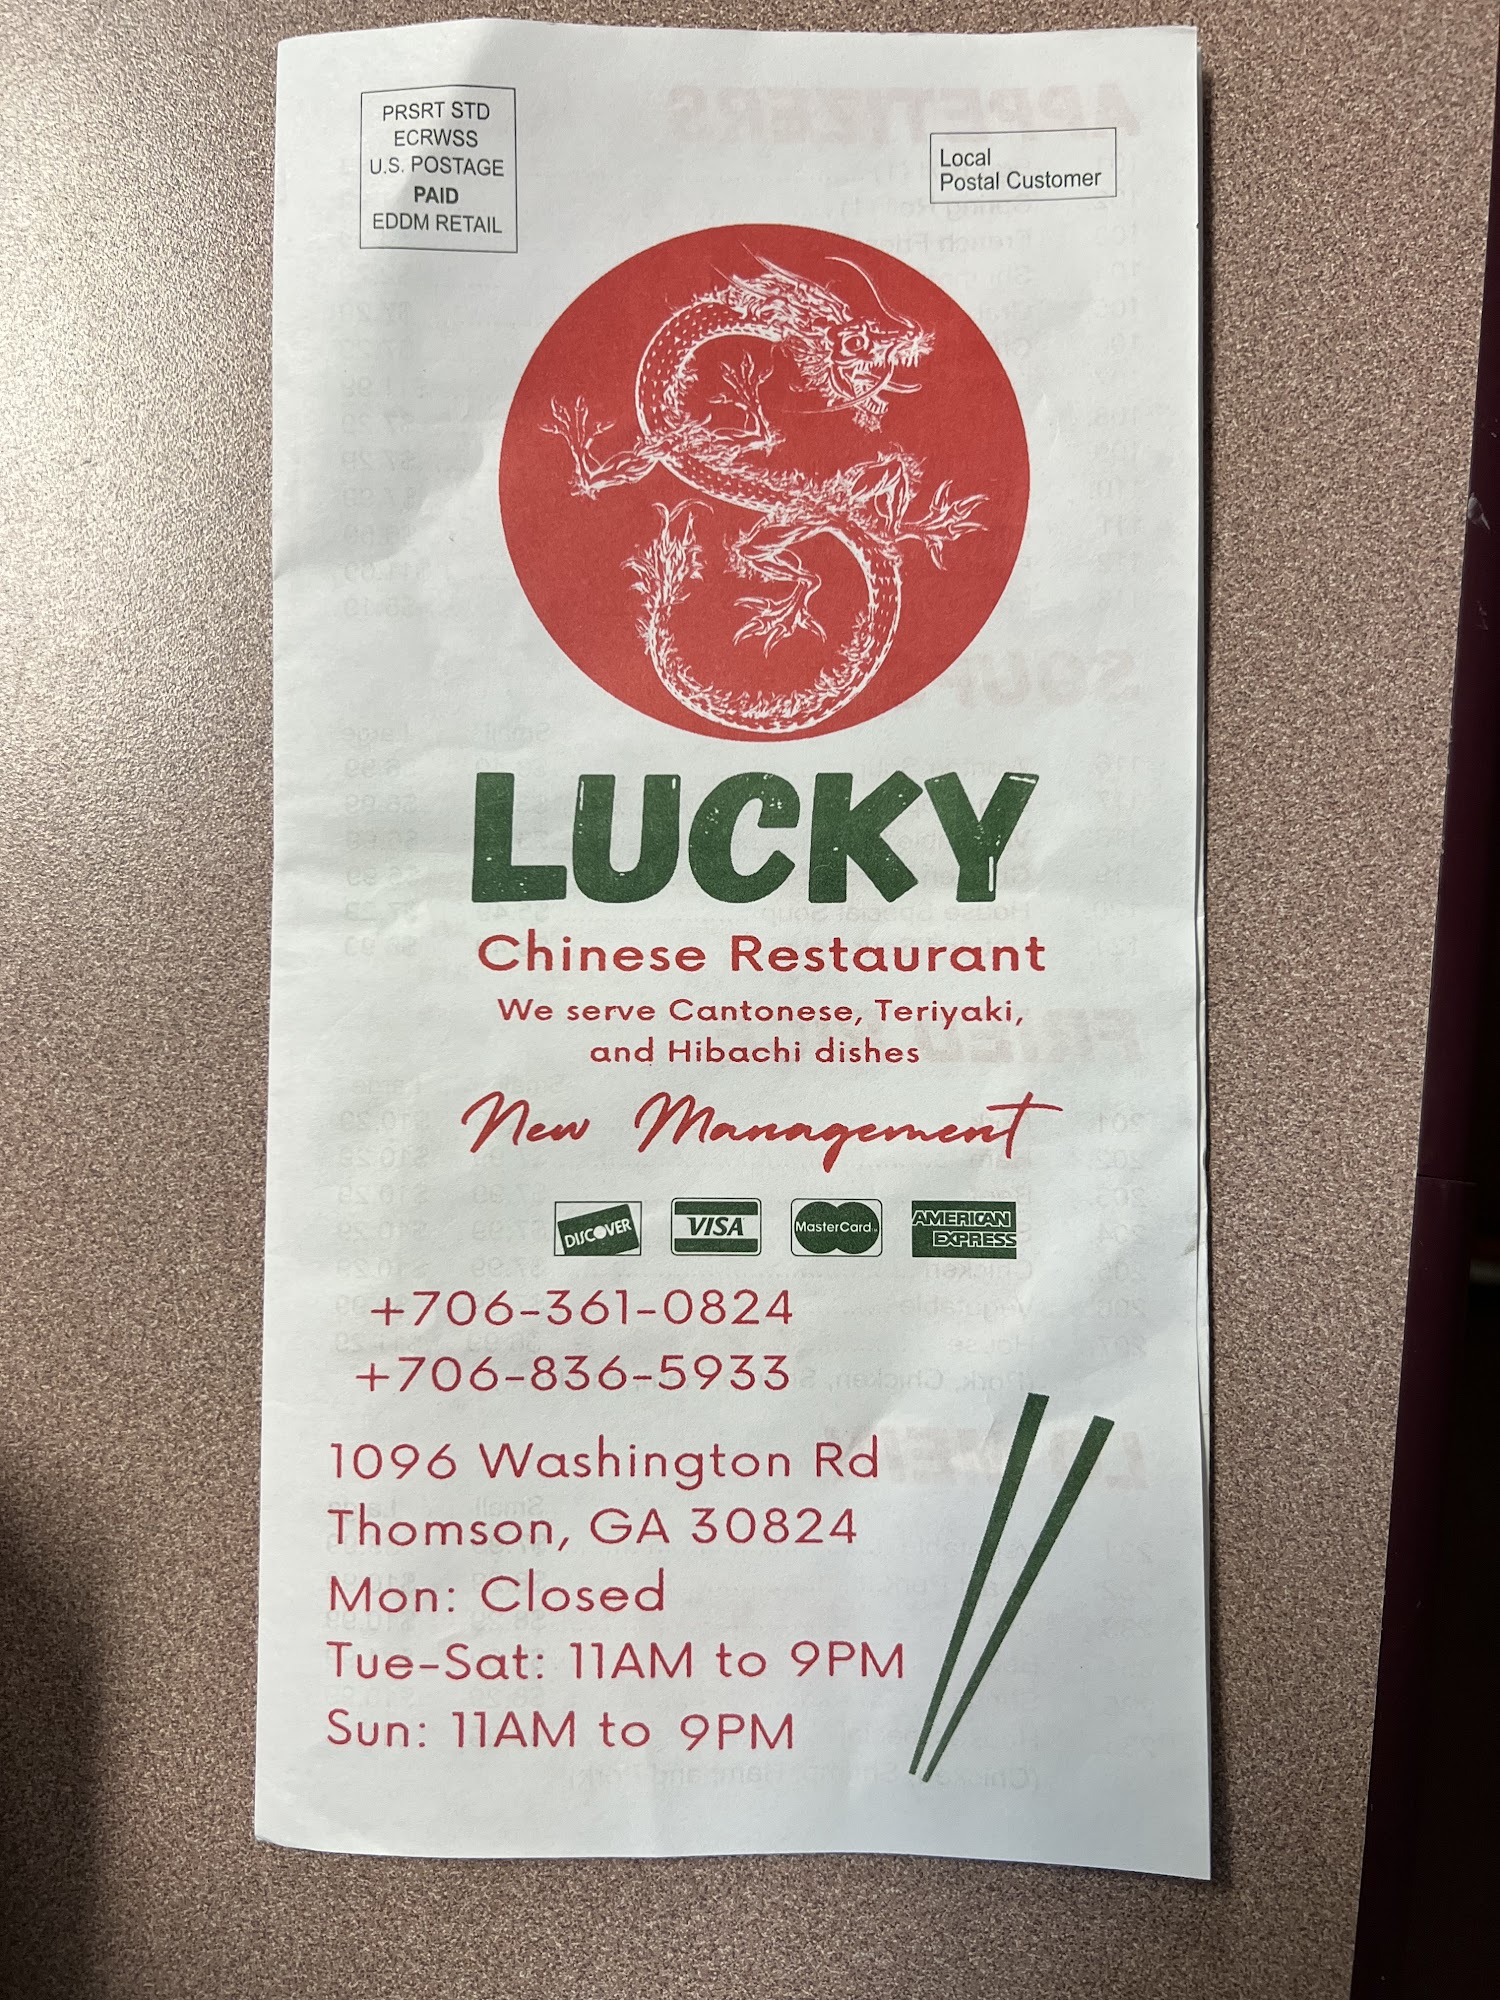 PRSRT STD
ECRWSS
U.S. POSTAGE
PAID
EDDM RETAIL
Local
Postal Customer
LUCKY
Chinese Restaurant
We serve Cantonese, Teriyaki,
and Hibachi dishes
New Management
DISCOVER VISA MasterCard AMERICAN EXPRESS
+706-361-0824
+706-836-5933
1096 Washington Rd
Thomson, GA 30824
Mon: Closed
Tue-Sat: 11AM to 9PM
Sun: 11AM to 9PM